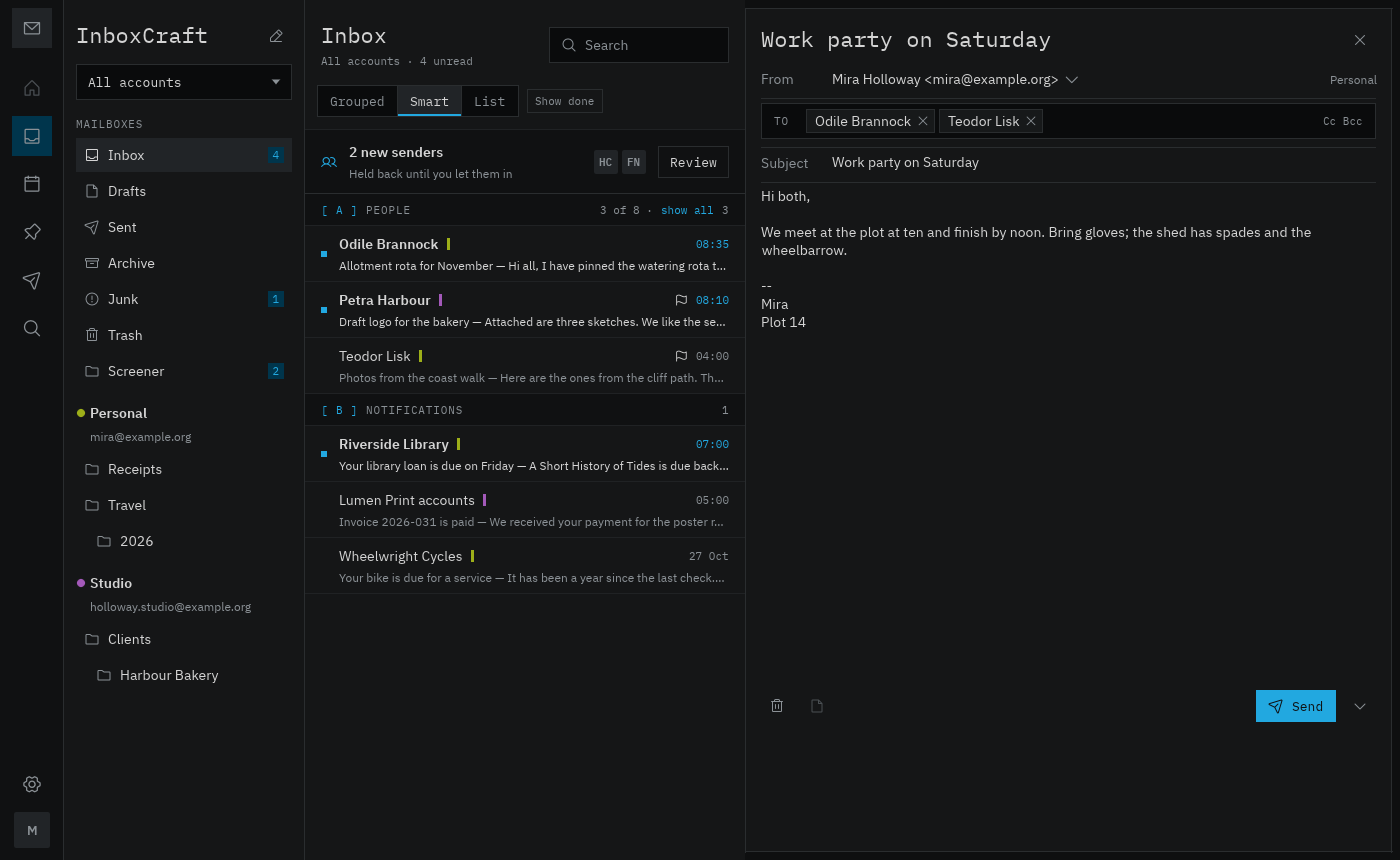 InboxCraft
All accounts
MAILBOXES
Inbox 4
Drafts
Sent
Archive
Junk 1
Trash
Screener 2
Personal
mira@example.org
Receipts
Travel
2026
Studio
holloway.studio@example.org
Clients
Harbour Bakery
M
Inbox
All accounts · 4 unread
Search
Grouped Smart List Show done
2 new senders
Held back until you let them in
HC FN Review
[ A ] PEOPLE 3 of 8 · show all 3
Odile Brannock 08:35
Allotment rota for November — Hi all, I have pinned the watering rota t…
Petra Harbour 08:10
Draft logo for the bakery — Attached are three sketches. We like the se…
Teodor Lisk 04:00
Photos from the coast walk — Here are the ones from the cliff path. Th…
[ B ] NOTIFICATIONS 1
Riverside Library 07:00
Your library loan is due on Friday — A Short History of Tides is due back…
Lumen Print accounts 05:00
Invoice 2026-031 is paid — We received your payment for the poster r…
Wheelwright Cycles 27 Oct
Your bike is due for a service — It has been a year since the last check.…
Work party on Saturday
From Mira Holloway <mira@example.org> Personal
TO Odile Brannock Teodor Lisk Cc Bcc
Subject Work party on Saturday
Hi both,
We meet at the plot at ten and finish by noon. Bring gloves; the shed has spades and the
wheelbarrow.
--
Mira
Plot 14
Send